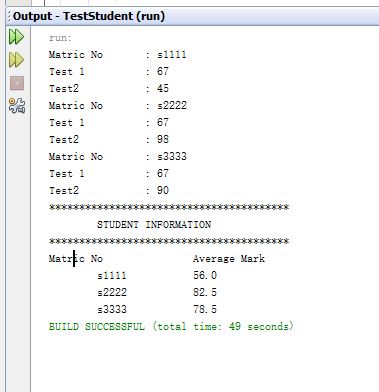 Output - TestStudent (run)
run:
Matric No : s1111
Test 1 : 67
Test2 : 45
Matric No : s2222
Test 1 : 67
Test2 : 98
Matric No : s3333
Test 1 : 67
Test2 : 90
****************************************
STUDENT INFORMATION
****************************************
Matric No Average Mark
s1111 56.0
s2222 82.5
s3333 78.5
BUILD SUCCESSFUL (total time: 49 seconds)